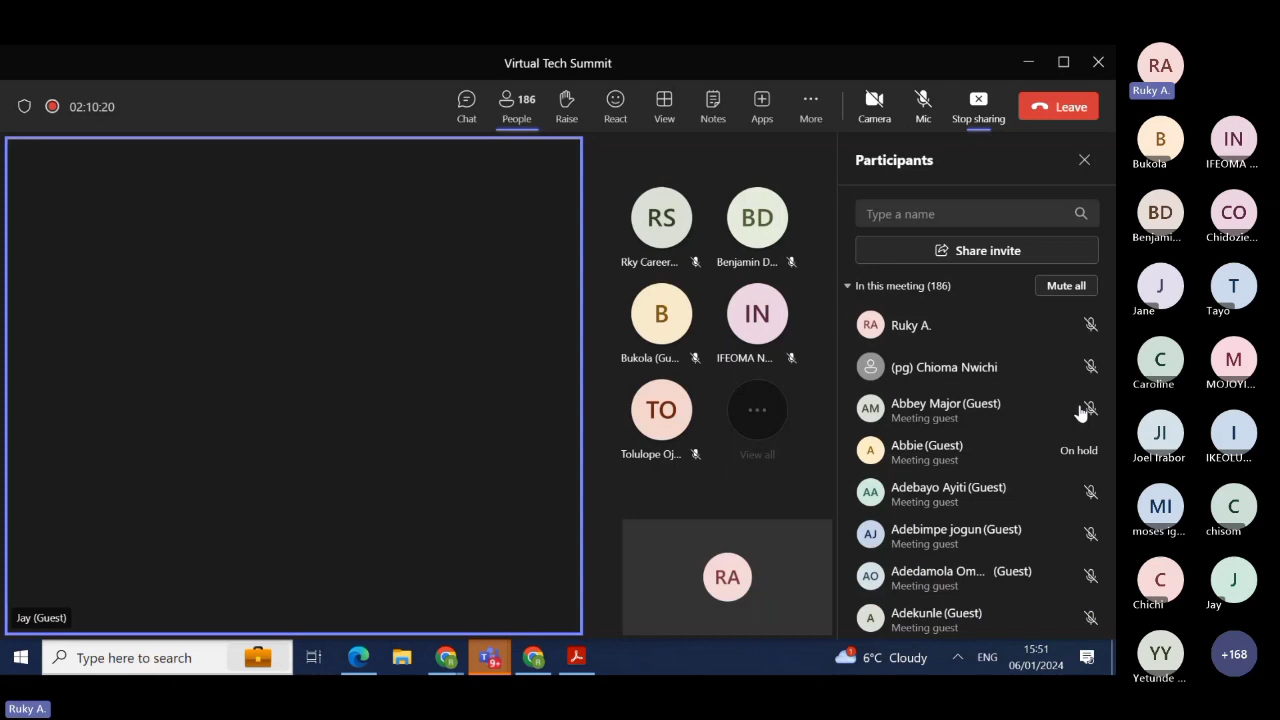 Virtual Tech Summit
02:10:20
186
Chat
People
Raise
React
View
Notes
Apps
More
Camera
Mic
Stop sharing
Leave
Jay (Guest)
RS
Rky Career...
BD
Benjamin D...
B
Bukola (Gu...
IN
IFEOMA N...
TO
Tolulope Oj...
View all
RA
Participants
Type a name
Share invite
In this meeting (186)
Mute all
RA
Ruky A.
(pg) Chioma Nwichi
AM
Abbey Major (Guest)
Meeting guest
A
Abbie (Guest)
Meeting guest
On hold
AA
Adebayo Ayiti (Guest)
Meeting guest
AJ
Adebimpe jogun (Guest)
Meeting guest
AO
Adedamola Om... (Guest)
Meeting guest
A
Adekunle (Guest)
Type here to search
9+
1
6°C Cloudy
ENG
15:51
06/01/2024
Ruky A.
RA
Ruky A.
B
Bukola
IN
IFEOMA ...
BD
Benjami...
CO
Chidozie...
J
Jane
T
Tayo
C
Caroline
M
MOJOYI...
JI
Joel Irabor
I
IKEOLU...
MI
moses ig...
C
chisom
C
Chichi
J
Jay
YY
Yetunde ...
+168